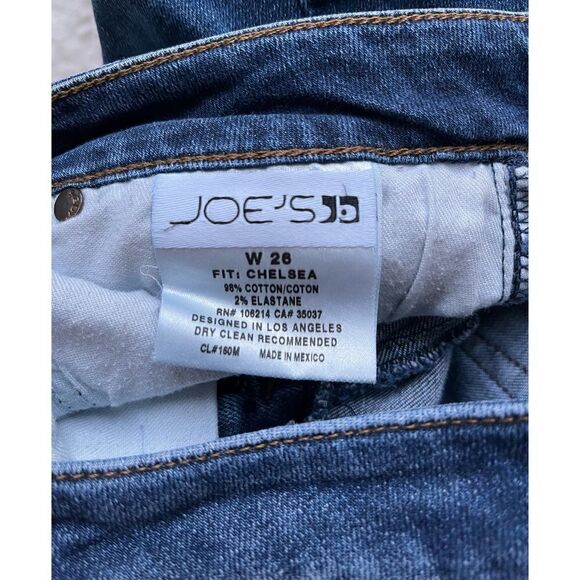 JOE'S
W 26
FIT: CHELSEA
98% COTTON/COTON
2% ELASTANE
RN# 106214 CA# 35037
DESIGNED IN LOS ANGELES
DRY CLEAN RECOMMENDED
CL#160M MADE IN MEXICO